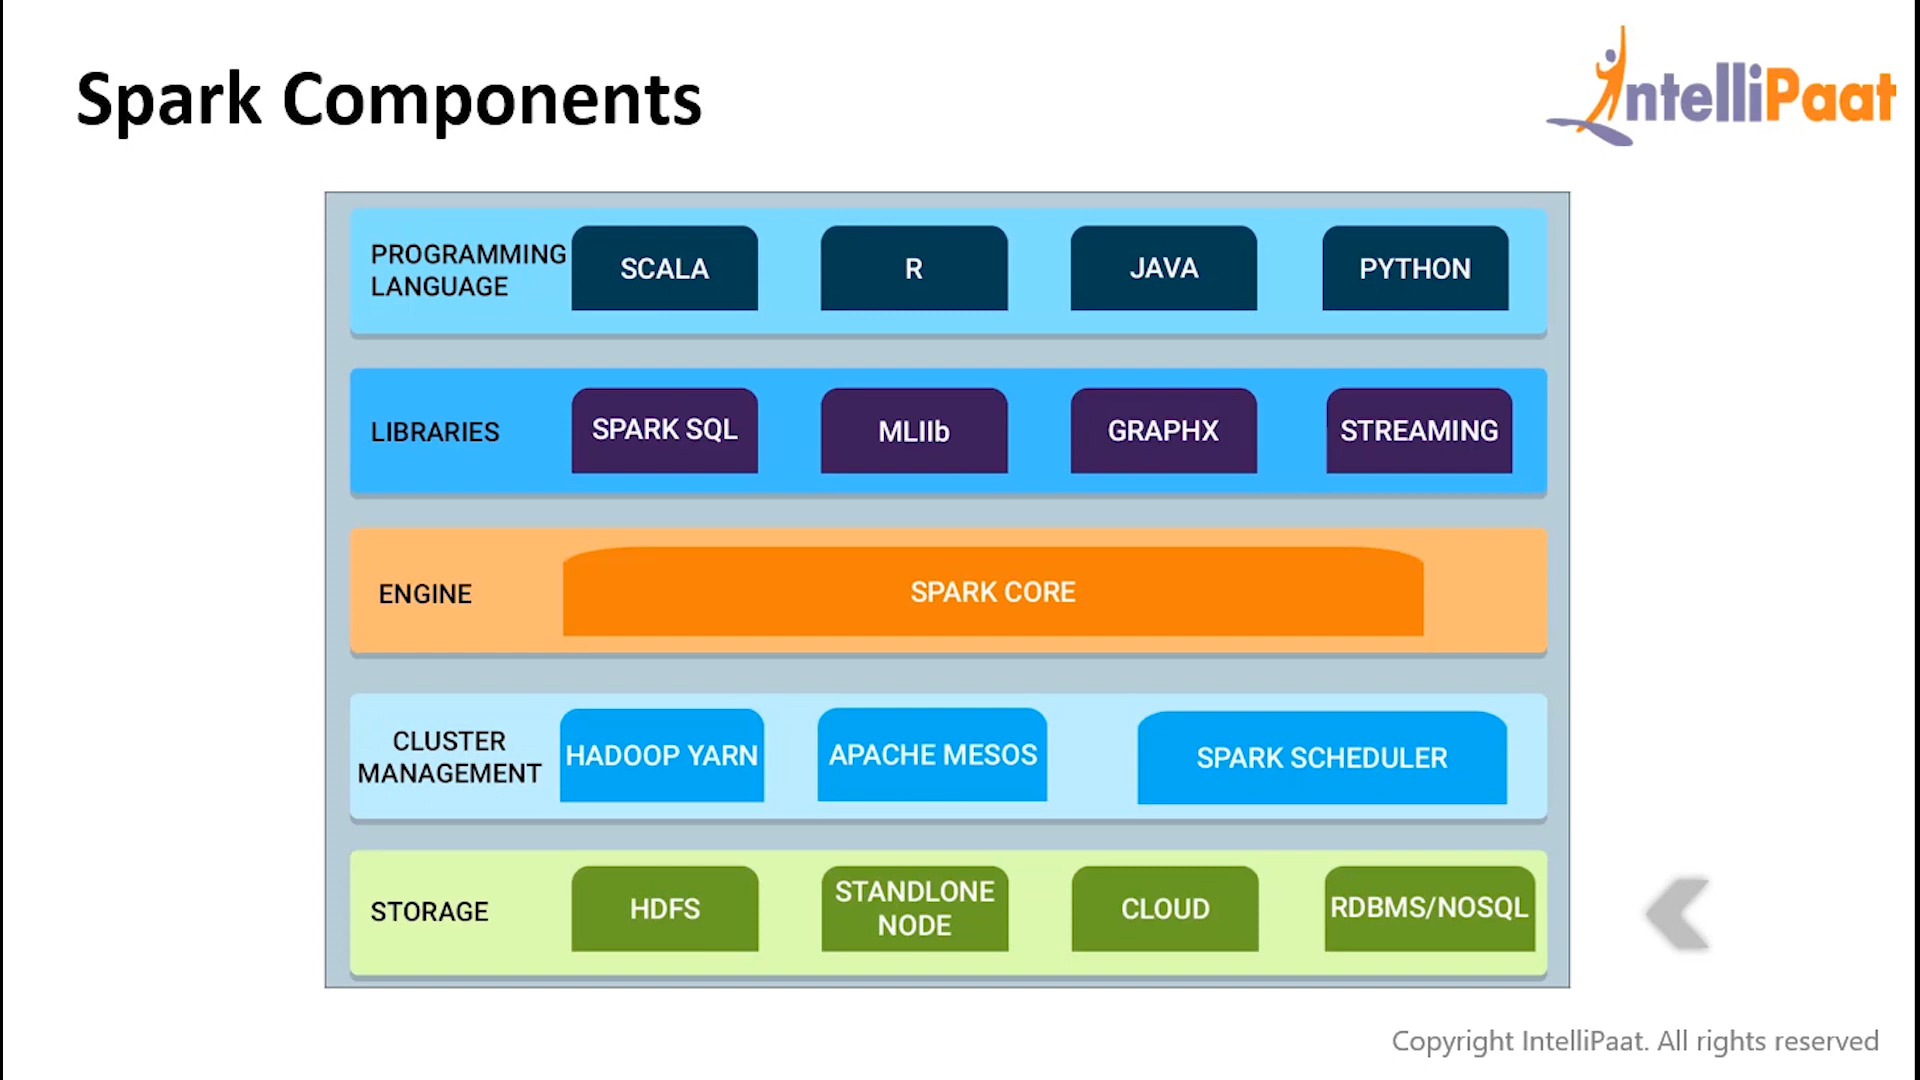 Spark Components
IntelliPaat
PROGRAMMING
LANGUAGE
SCALA
R
JAVA
PYTHON
LIBRARIES
SPARK SQL
MLIIb
GRAPHX
STREAMING
ENGINE
SPARK CORE
CLUSTER
MANAGEMENT
HADOOP YARN
APACHE MESOS
SPARK SCHEDULER
STORAGE
HDFS
STANDLONE
NODE
CLOUD
RDBMS/NOSQL
Copyright IntelliPaat. All rights reserved